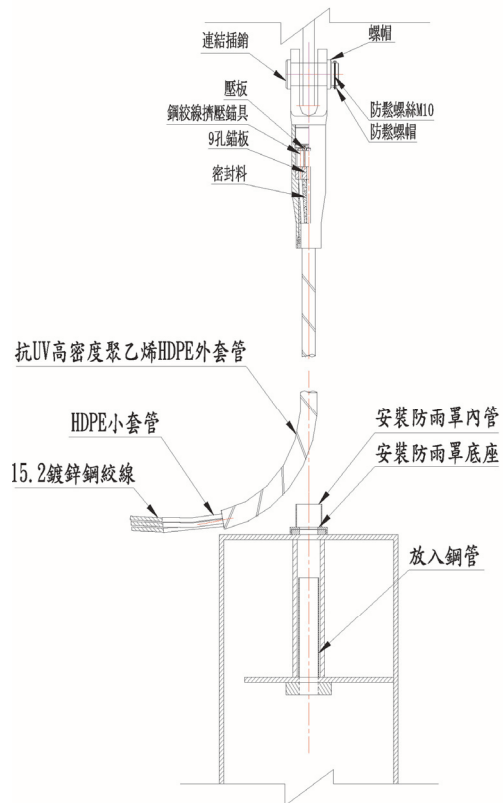 螺帽
連結插銷
壓板
防鬆螺絲M10
鋼絞線擠壓錨具
防鬆螺帽
9孔錨板
密封料
抗UV高密度聚乙烯HDPE外套管
HDPE小套管
安裝防雨罩內管
安裝防雨罩底座
15.2鍍鋅鋼絞線
放入鋼管